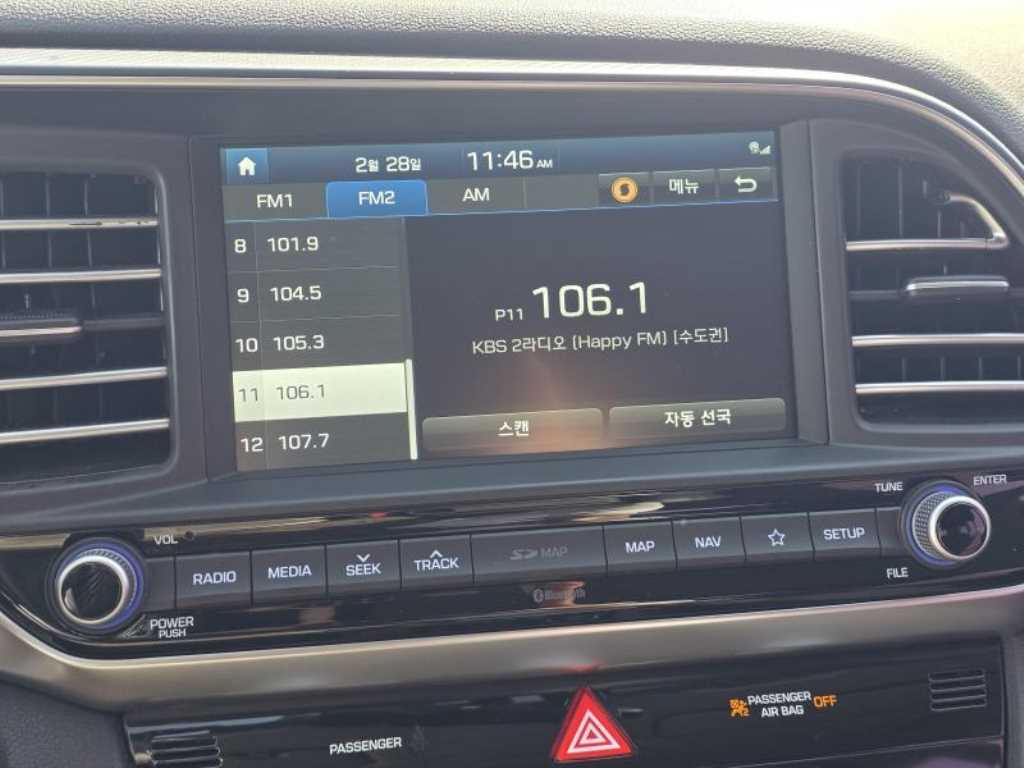 2월 28일 11:46 AM
FM1 FM2 AM 메뉴
8 101.9
9 104.5
10 105.3
11 106.1
12 107.7
P11 106.1
KBS 2라디오 (Happy FM) [수도권]
스캔 자동 선국
VOL
TUNE
ENTER
RADIO MEDIA SEEK TRACK SD MAP MAP NAV ☆ SETUP
Bluetooth
FILE
POWER
PUSH
PASSENGER
AIR BAG OFF
PASSENGER